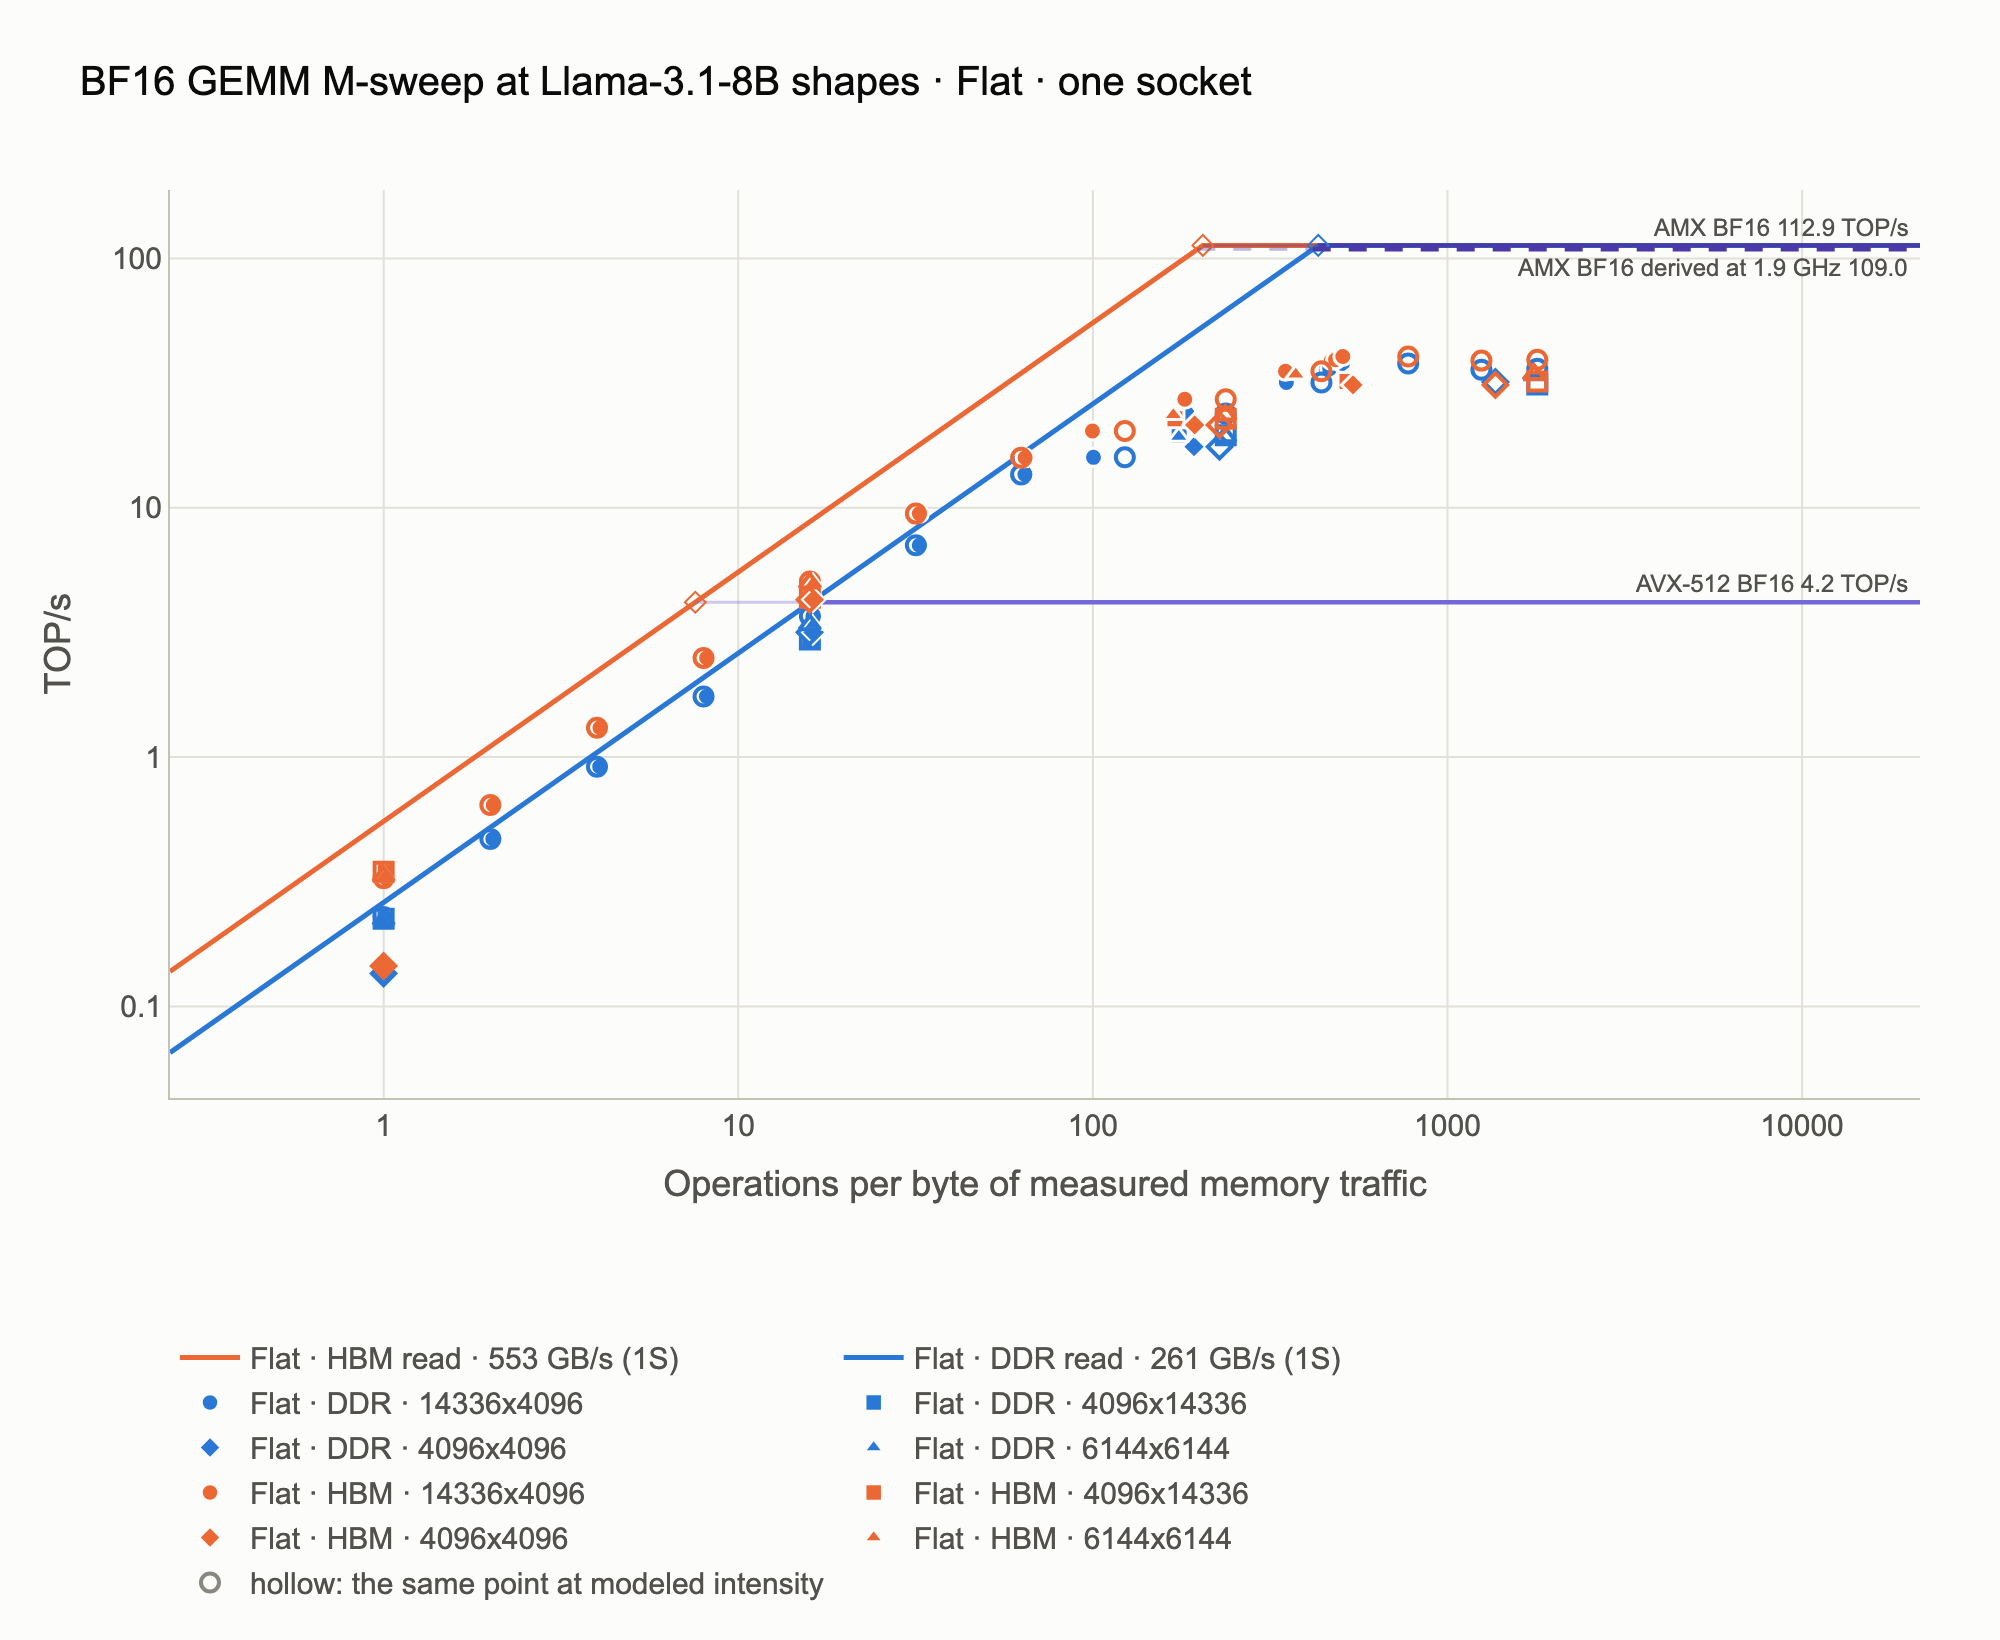 BF16 GEMM M-sweep at Llama-3.1-8B shapes · Flat · one socket
AMX BF16 112.9 TOP/s
AMX BF16 derived at 1.9 GHz 109.0
AVX-512 BF16 4.2 TOP/s
TOP/s
100
10
1
0.1
1 10 100 1000 10000
Operations per byte of measured memory traffic
Flat · HBM read · 553 GB/s (1S)
Flat · DDR read · 261 GB/s (1S)
Flat · DDR · 14336x4096
Flat · DDR · 4096x14336
Flat · DDR · 4096x4096
Flat · DDR · 6144x6144
Flat · HBM · 14336x4096
Flat · HBM · 4096x14336
Flat · HBM · 4096x4096
Flat · HBM · 6144x6144
hollow: the same point at modeled intensity